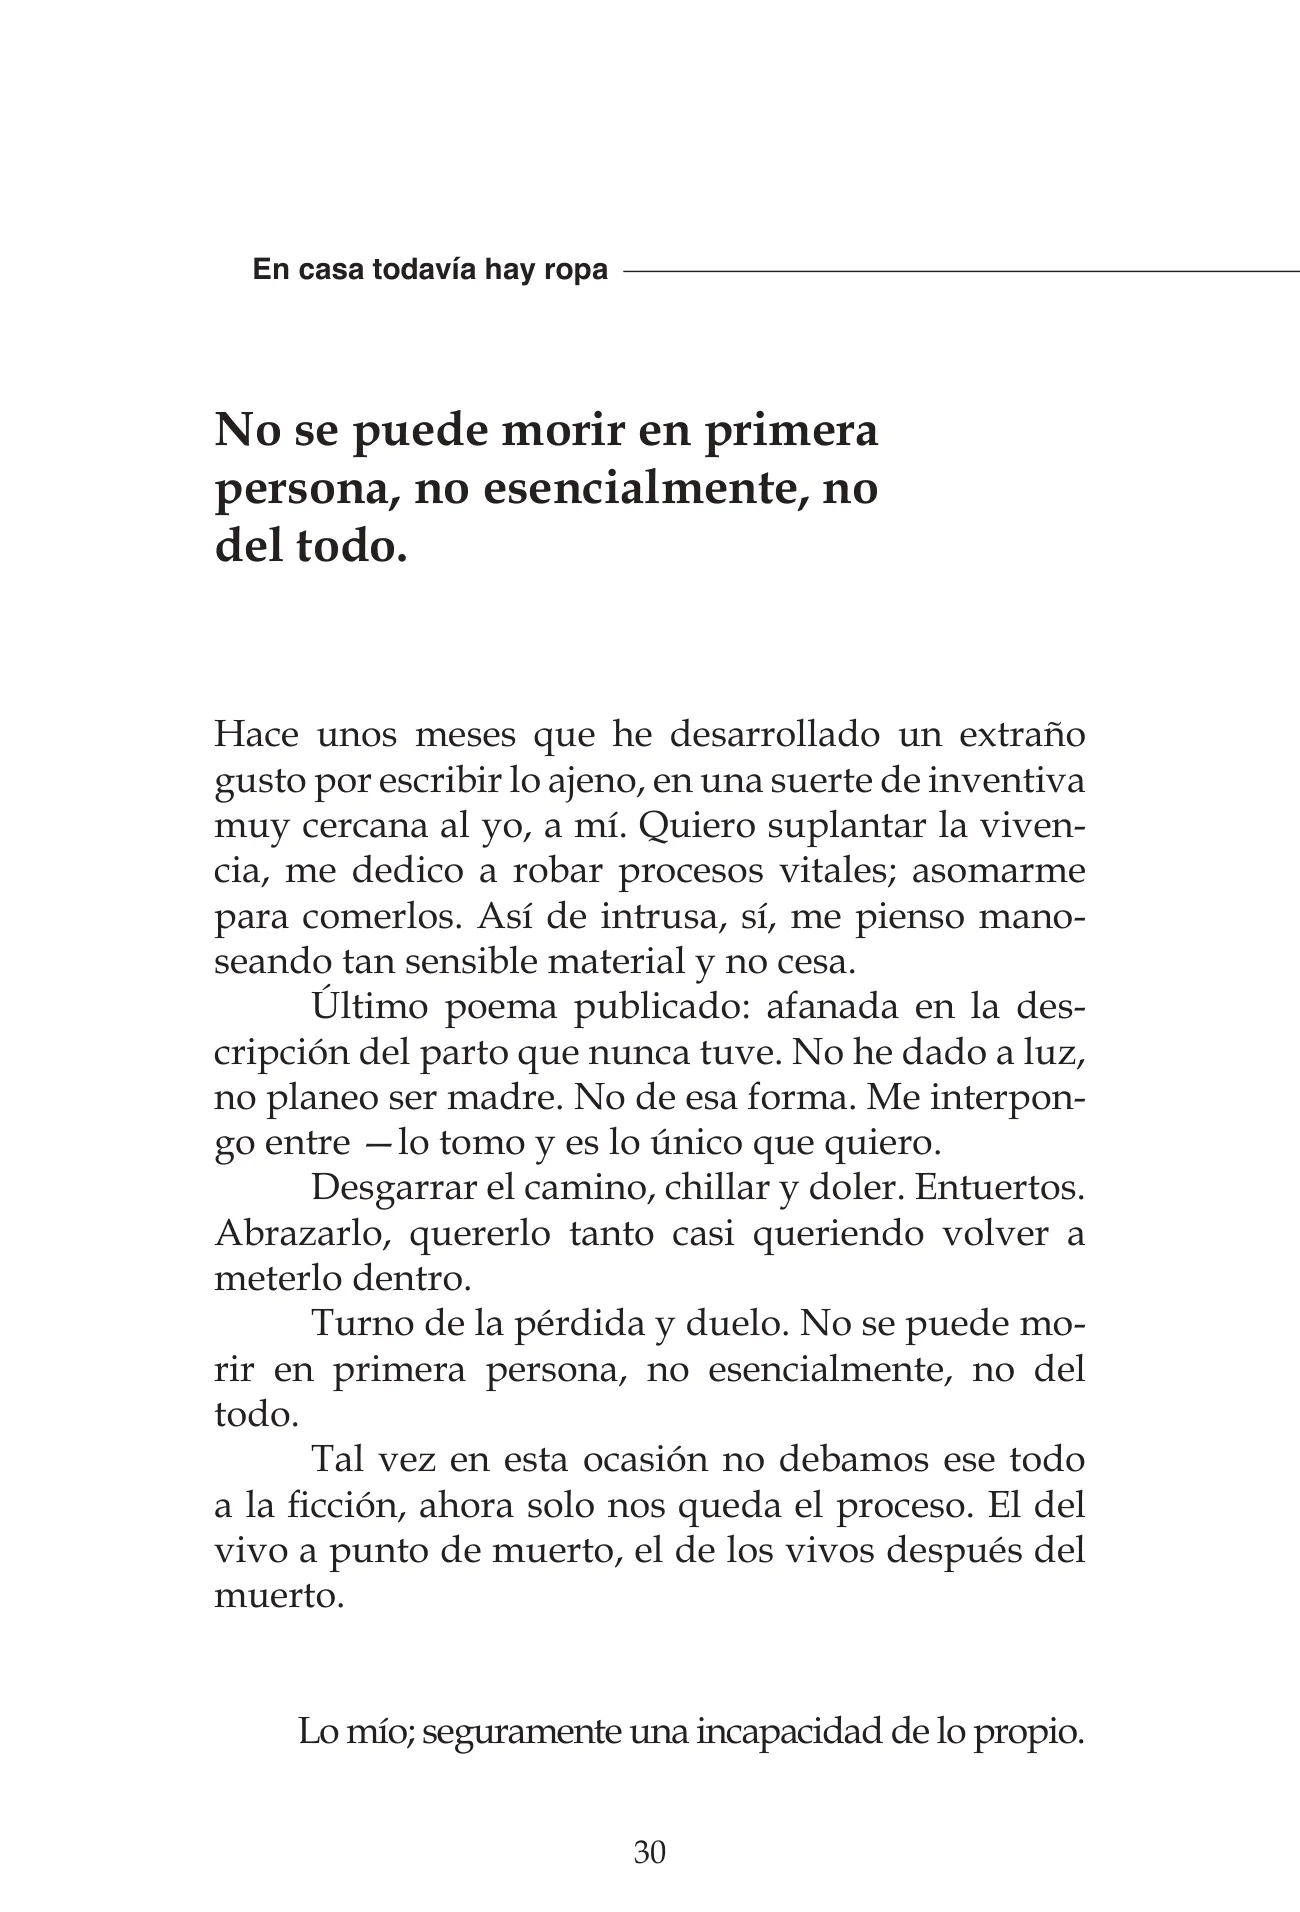 En casa todavía hay ropa
No se puede morir en primera
persona, no esencialmente, no
del todo.
Hace unos meses que he desarrollado un extraño
gusto por escribir lo ajeno, en una suerte de inventiva
muy cercana al yo, a mí. Quiero suplantar la viven-
cia, me dedico a robar procesos vitales; asomarme
para comerlos. Así de intrusa, sí, me pienso mano-
seando tan sensible material y no cesa.
Último poema publicado: afanada en la des-
cripción del parto que nunca tuve. No he dado a luz,
no planeo ser madre. No de esa forma. Me interpon-
go entre —lo tomo y es lo único que quiero.
Desgarrar el camino, chillar y doler. Entuertos.
Abrazarlo, quererlo tanto casi queriendo volver a
meterlo dentro.
Turno de la pérdida y duelo. No se puede mo-
rir en primera persona, no esencialmente, no del
todo.
Tal vez en esta ocasión no debamos ese todo
a la ficción, ahora solo nos queda el proceso. El del
vivo a punto de muerto, el de los vivos después del
muerto.
Lo mío; seguramente una incapacidad de lo propio.
30